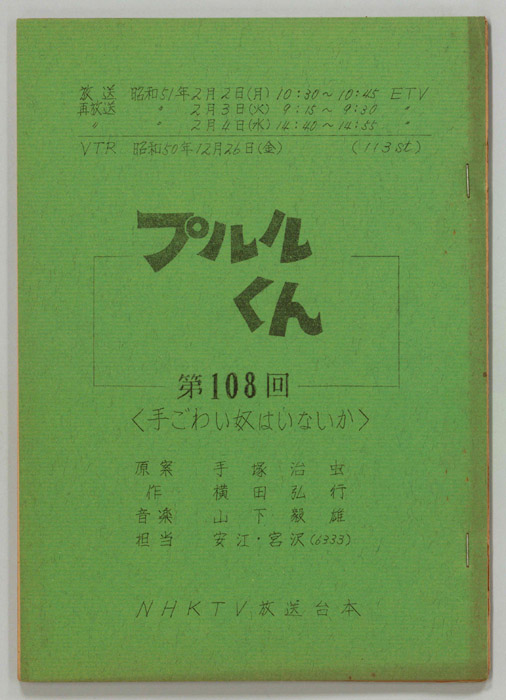 放送 昭和51年2月2日(月) 10:30~10:45 ETV
再放送 〃 2月3日(火) 9:15~9:30 〃
〃 〃 2月4日(水) 14:40~14:55 〃
VTR 昭和50年12月26日(金) (113st)
プルル
くん
第108回
<手ごわい奴はいないか>
原案 手塚治虫
作 横田弘行
音楽 山下毅雄
担当 安江・宮沢(6333)
NHKTV放送台本